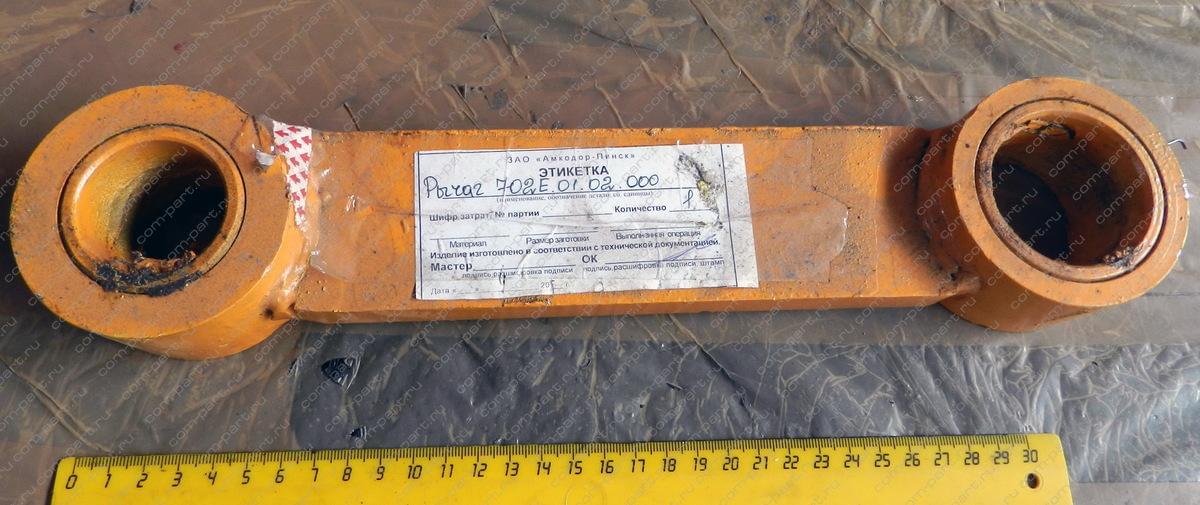 ЗАО «Амкодор-Пинск»
ЭТИКЕТКА
Рычаг 702Е.01.02.000
(наименование, обозначение детали, сб. единицы)
Шифр затрат № партии Количество 1
Материал Размер заготовки Выполненная операция
Изделие изготовлено в соответствии с технической документацией.
Мастер ОК
подпись, расшифровка подписи подпись, расшифровка подписи, штамп
Дата « 20
0 1 2 3 4 5 6 7 8 9 10 11 12 13 14 15 16 17 18 19 20 21 22 23 24 25 26 27 28 29 30
com-part.ru